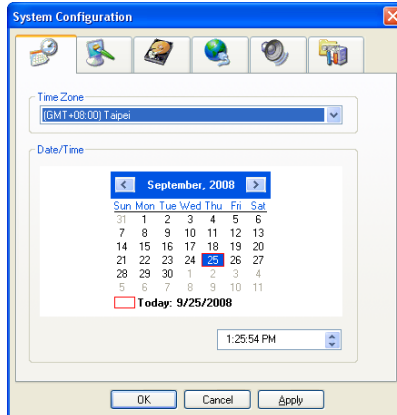 System Configuration
Time Zone
(GMT+08:00) Taipei
Date/Time
September, 2008
Sun Mon Tue Wed Thu Fri Sat
31 1 2 3 4 5 6
7 8 9 10 11 12 13
14 15 16 17 18 19 20
21 22 23 24 25 26 27
28 29 30 1 2 3 4
5 6 7 8 9 10 11
Today: 9/25/2008
1:25:54 PM
OK Cancel Apply